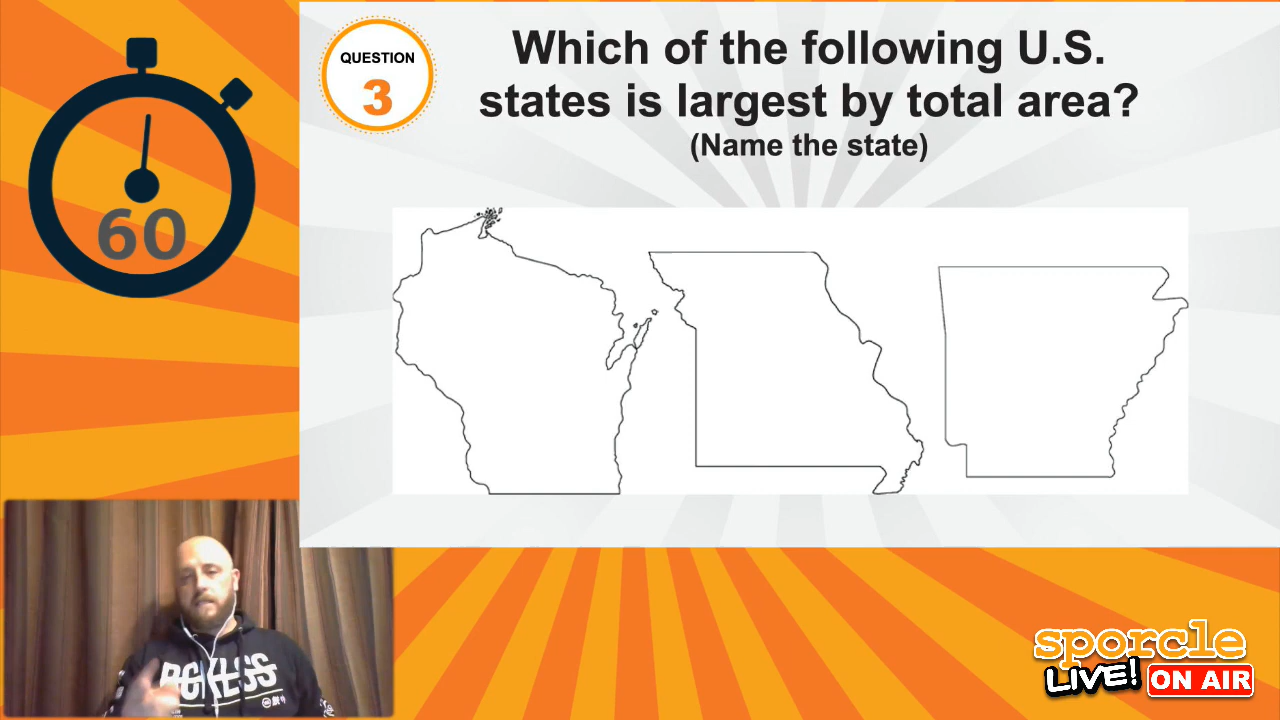 QUESTION
3
Which of the following U.S.
states is largest by total area?
(Name the state)
60
sporcle
LIVE!
ON AIR